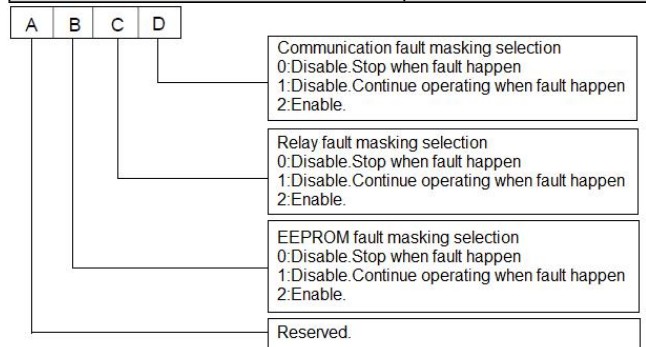 A B C D
Communication fault masking selection
0:Disable.Stop when fault happen
1:Disable.Continue operating when fault happen
2:Enable.
Relay fault masking selection
0:Disable.Stop when fault happen
1:Disable.Continue operating when fault happen
2:Enable.
EEPROM fault masking selection
0:Disable.Stop when fault happen
1:Disable.Continue operating when fault happen
2:Enable.
Reserved.